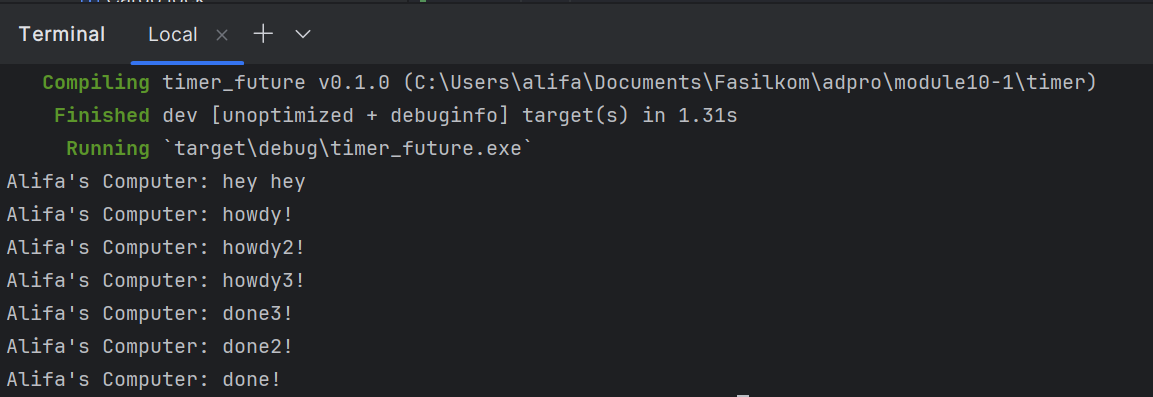 Terminal Local × + ∨
Compiling timer_future v0.1.0 (C:\Users\alifa\Documents\Fasilkom\adpro\module10-1\timer)
Finished dev [unoptimized + debuginfo] target(s) in 1.31s
Running `target\debug\timer_future.exe`
Alifa's Computer: hey hey
Alifa's Computer: howdy!
Alifa's Computer: howdy2!
Alifa's Computer: howdy3!
Alifa's Computer: done3!
Alifa's Computer: done2!
Alifa's Computer: done!